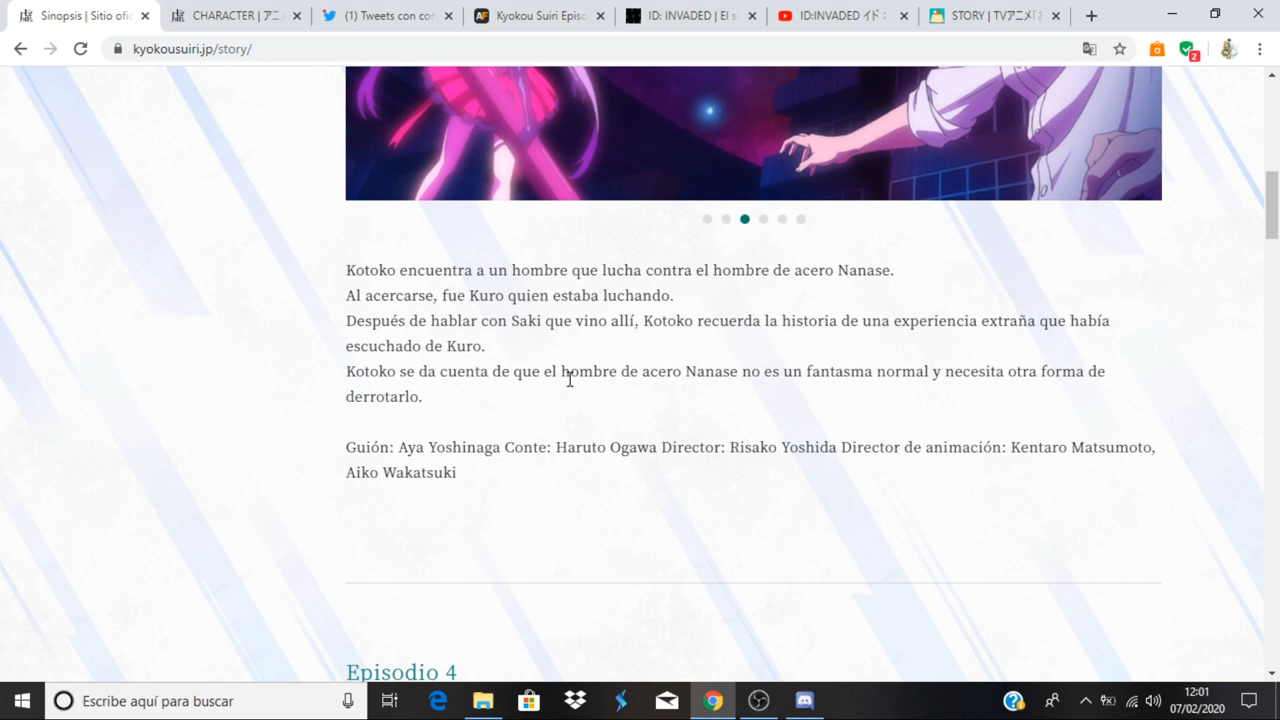 Sinopsis | Sitio ofic
CHARACTER | アニ
(1) Tweets con con
Kyokou Suiri Episo
ID: INVADED | El s
ID:INVADED イド:
STORY | TVアニメ「
kyokousuiri.jp/story/
2
Kotoko encuentra a un hombre que lucha contra el hombre de acero Nanase.
Al acercarse, fue Kuro quien estaba luchando.
Después de hablar con Saki que vino allí, Kotoko recuerda la historia de una experiencia extraña que había
escuchado de Kuro.
Kotoko se da cuenta de que el hombre de acero Nanase no es un fantasma normal y necesita otra forma de
derrotarlo.
Guión: Aya Yoshinaga Conte: Haruto Ogawa Director: Risako Yoshida Director de animación: Kentaro Matsumoto,
Aiko Wakatsuki
Episodio 4
Escribe aquí para buscar
12:01
07/02/2020